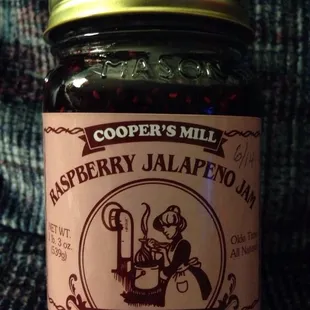 MASON
COOPER'S MILL
RASPBERRY JALAPENO JAM
6/14
NET WT.
1 lb. 3 oz.
(539g)
Olde Time
All Natural